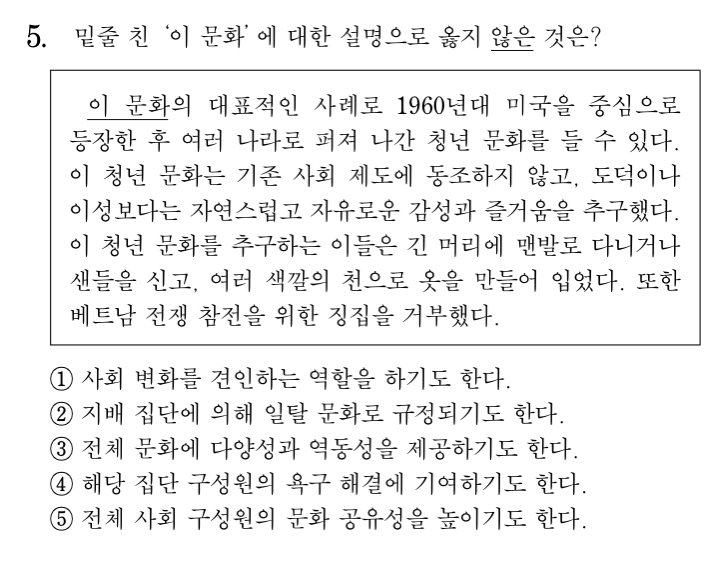 5. 밑줄 친 '이 문화'에 대한 설명으로 옳지 않은 것은?
이 문화의 대표적인 사례로 1960년대 미국을 중심으로
등장한 후 여러 나라로 퍼져 나간 청년 문화를 들 수 있다.
이 청년 문화는 기존 사회 제도에 동조하지 않고, 도덕이나
이성보다는 자연스럽고 자유로운 감성과 즐거움을 추구했다.
이 청년 문화를 추구하는 이들은 긴 머리에 맨발로 다니거나
샌들을 신고, 여러 색깔의 천으로 옷을 만들어 입었다. 또한
베트남 전쟁 참전을 위한 징집을 거부했다.
① 사회 변화를 견인하는 역할을 하기도 한다.
② 지배 집단에 의해 일탈 문화로 규정되기도 한다.
③ 전체 문화에 다양성과 역동성을 제공하기도 한다.
④ 해당 집단 구성원의 욕구 해결에 기여하기도 한다.
⑤ 전체 사회 구성원의 문화 공유성을 높이기도 한다.